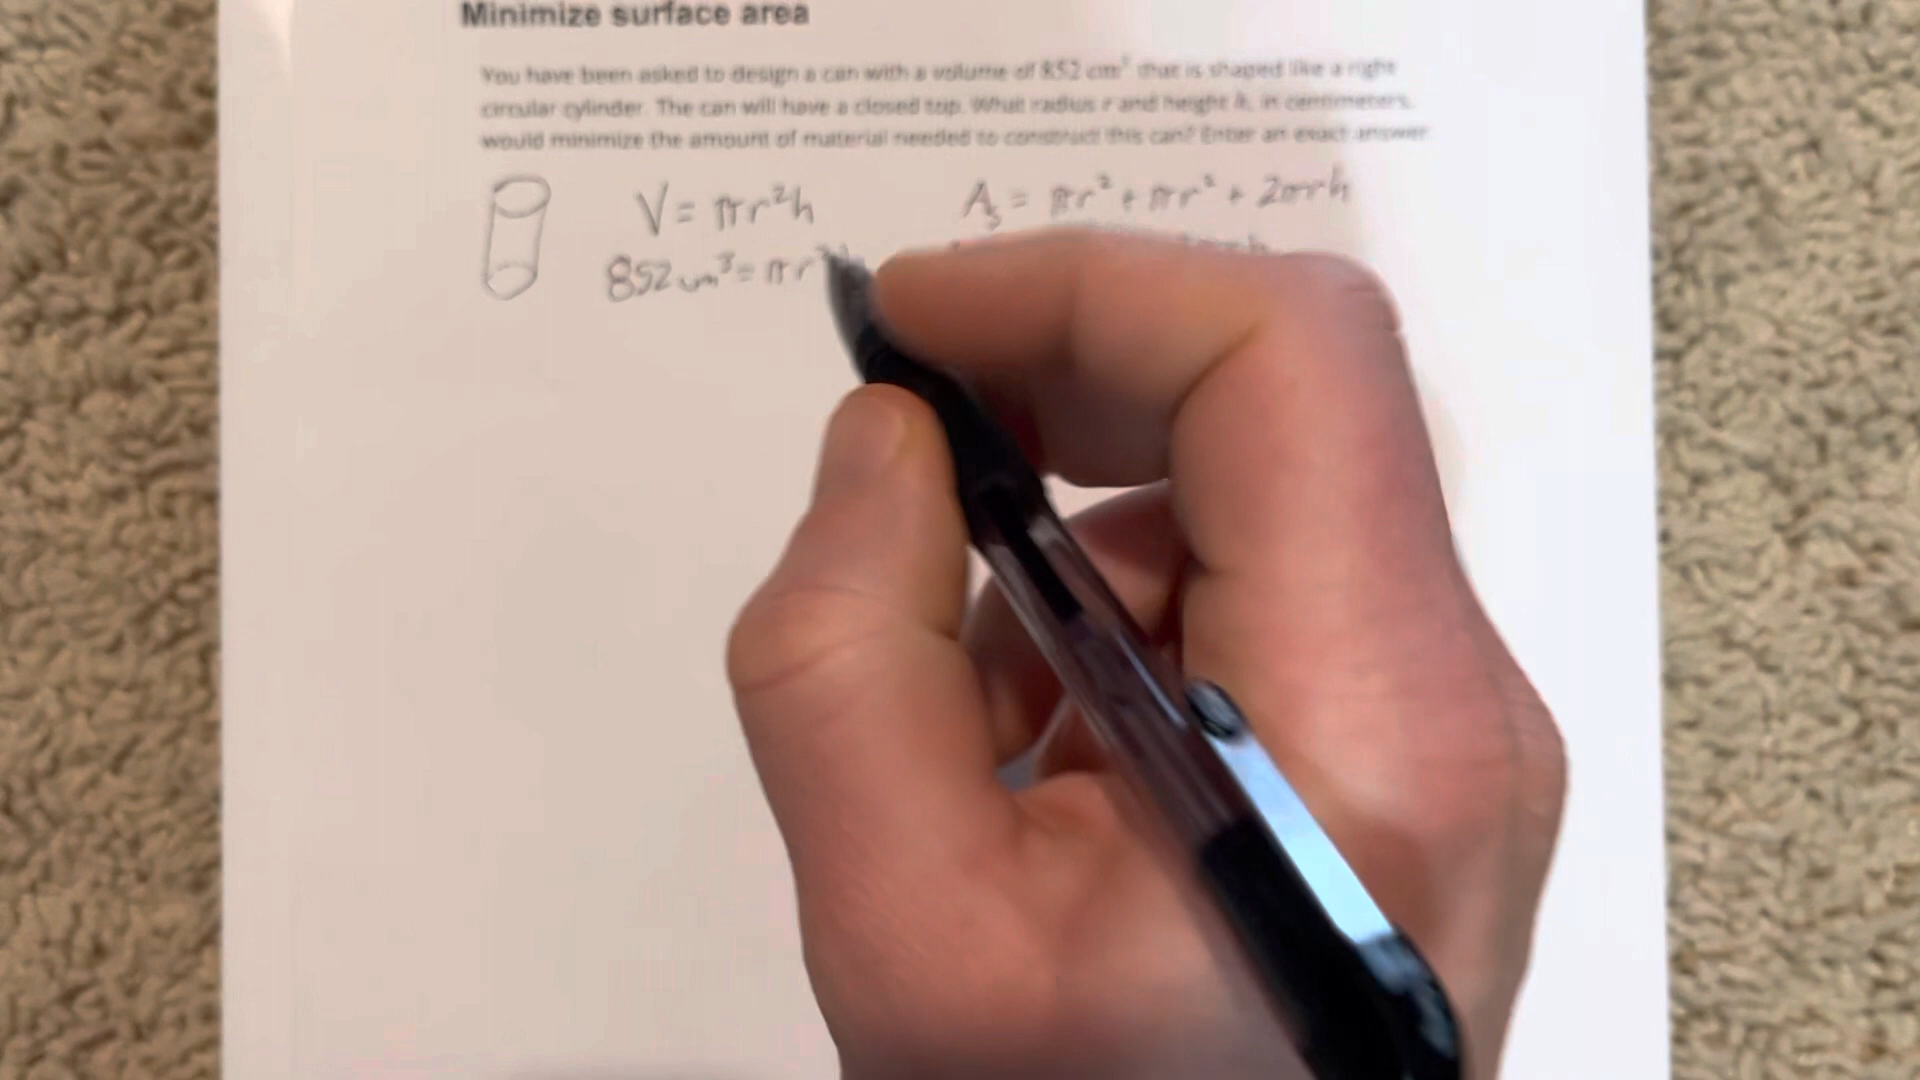 Minimize surface area
You have been asked to design a can with a volume of 852 cm³ that is shaped like a right
circular cylinder. The can will have a closed top. What radius r and height h, in centimeters,
would minimize the amount of material needed to construct this can? Enter an exact answer.
V = πr²h
Aₛ = πr² + πr² + 2πrh
852cm³ = πr²